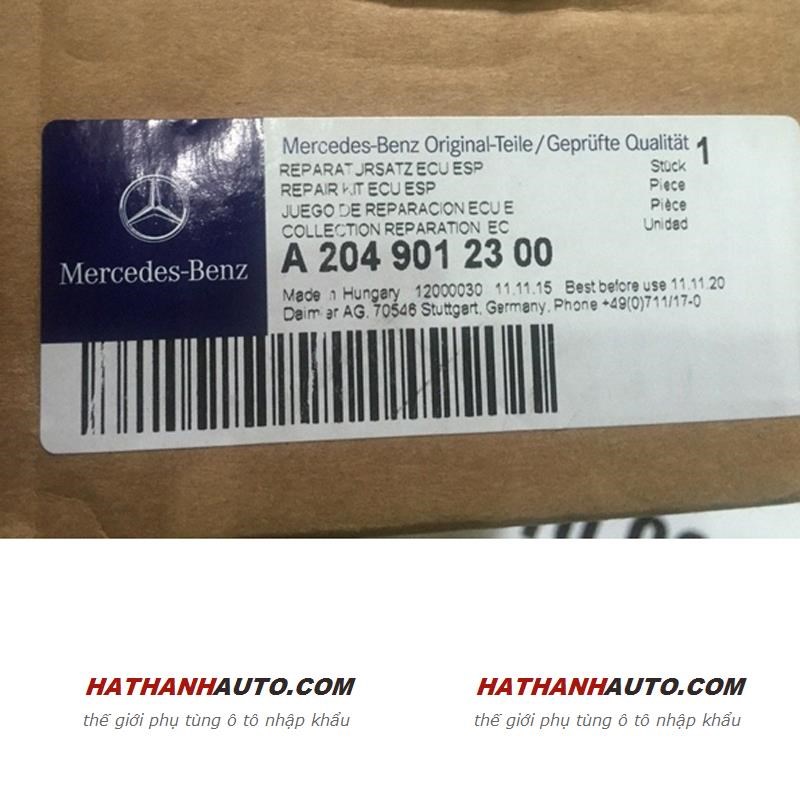 Mercedes-Benz Original-Teile/Geprüfte Qualität 1
REPARATURSATZ ECU ESP Stück
REPAIR KIT ECU ESP Piece
JUEGO DE REPARACION ECU E Pièce
COLLECTION REPARATION EC Unidad
A 204 901 23 00
Mercedes-Benz
Made in Hungary 12000030 11.11.15 Best before use 11.11.20
Daimler AG, 70546 Stuttgart, Germany, Phone +49(0)711/17-0
HATHANHAUTO.COM HATHANHAUTO.COM
thế giới phụ tùng ô tô nhập khẩu thế giới phụ tùng ô tô nhập khẩu